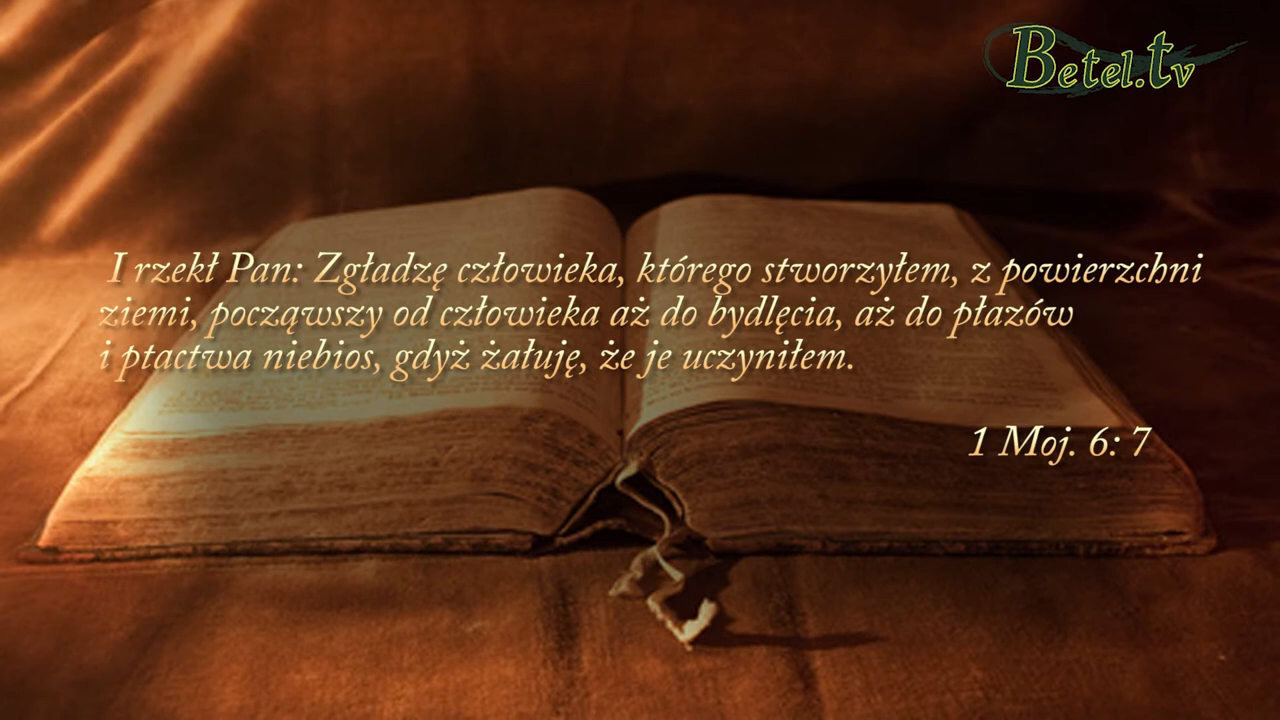 Betel.tv
I rzekł Pan: Zgładzę człowieka, którego stworzyłem, z powierzchni
ziemi, począwszy od człowieka aż do bydlęcia, aż do płazów
i ptactwa niebios, gdyż żałuję, że je uczyniłem.
1 Moj. 6: 7